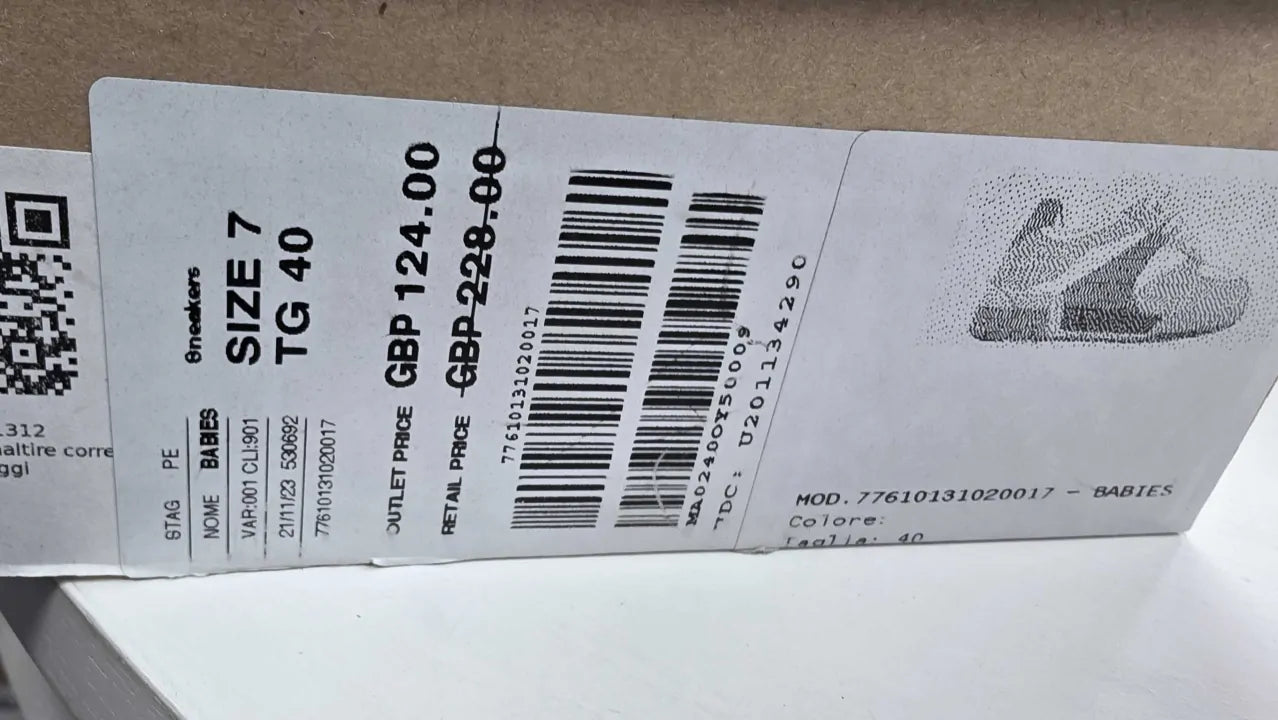 .312
naltire corre
ggi
STAG PE
NOME BABIES
VAR:001 CLI:901
21/11/23 530692
77610131020017
Sneakers
SIZE 7
TG 40
OUTLET PRICE GBP 124.00
RETAIL PRICE GBP 228.00
77610131020017
MA02400Y50009
TDC: U201134290
MOD.77610131020017 - BABIES
Colore:
Taglia: 40